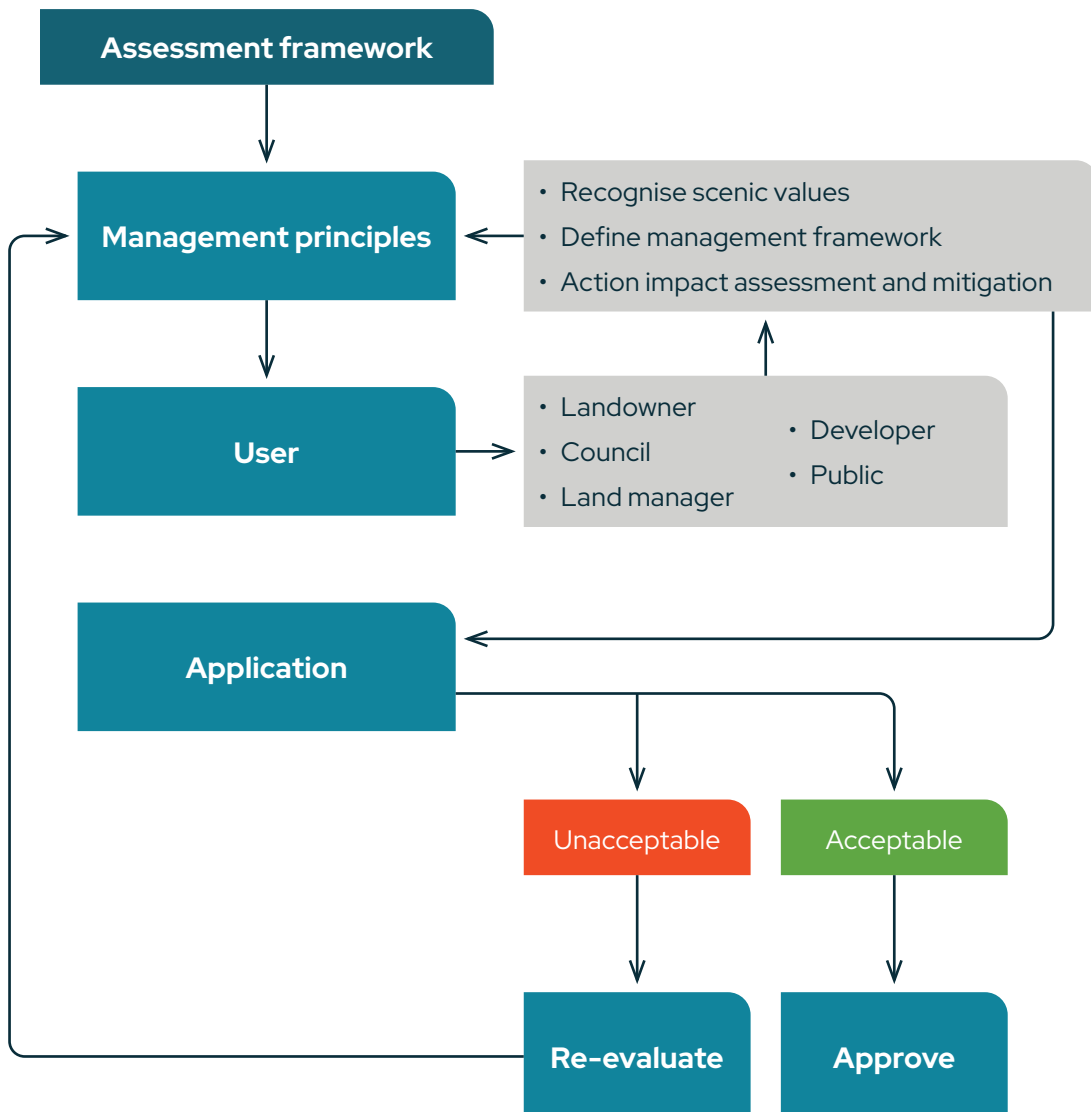 Assessment framework
Management principles
• Recognise scenic values
• Define management framework
• Action impact assessment and mitigation
User
• Landowner
• Council
• Land manager
• Developer
• Public
Application
Unacceptable
Acceptable
Re-evaluate
Approve